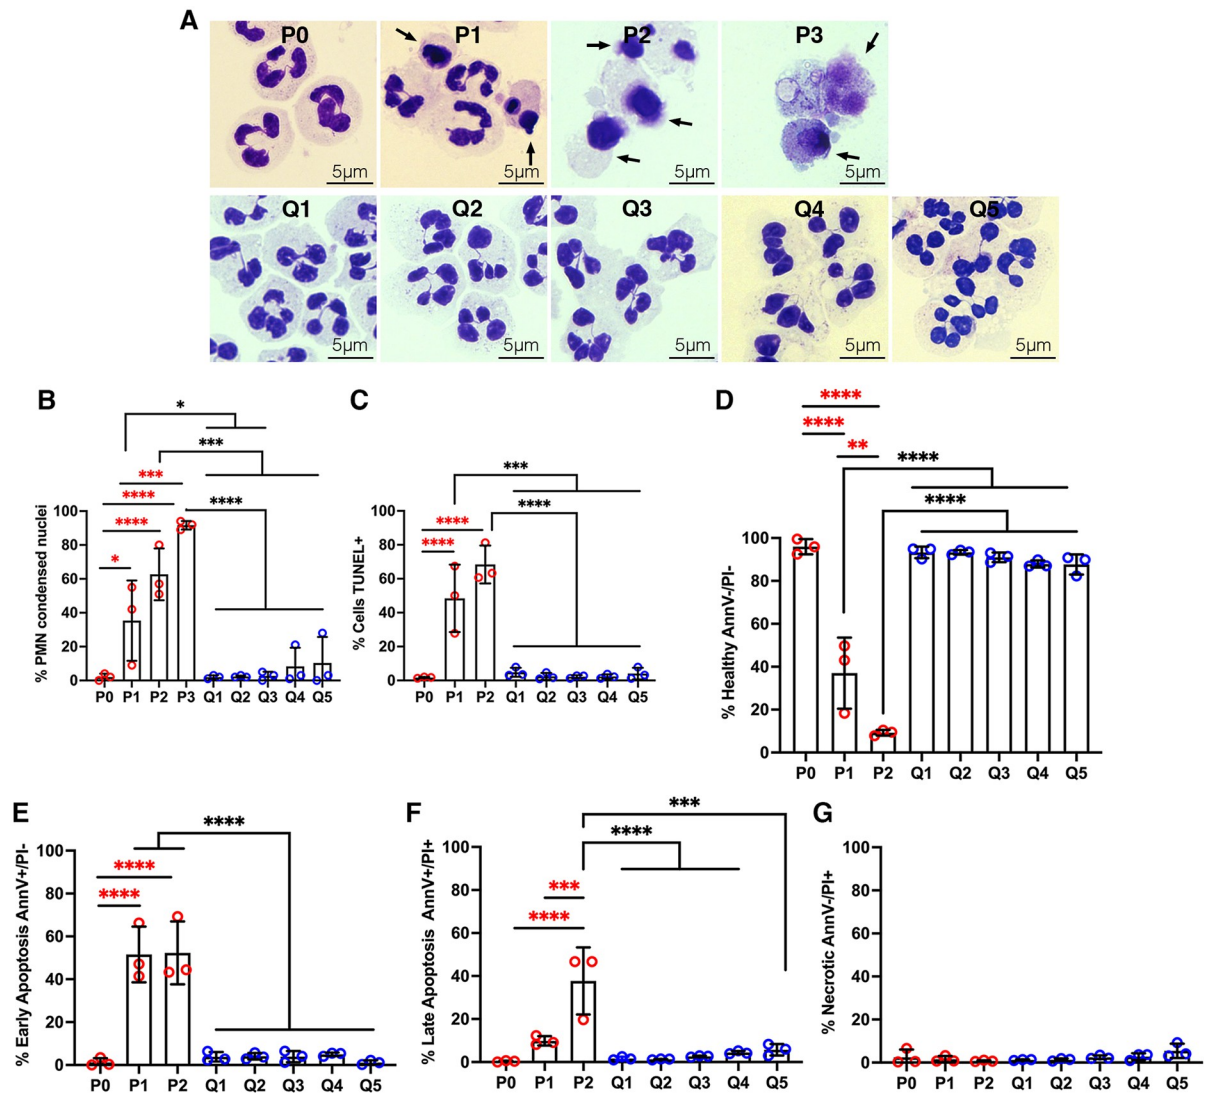 A
P0 P1 P2 P3
5μm 5μm 5μm 5μm
Q1 Q2 Q3 Q4 Q5
5μm 5μm 5μm 5μm 5μm
B
% PMN condensed nuclei
100
80
60
40
20
0
* *** *** **** **** **** *
P0 P1 P2 P3 Q1 Q2 Q3 Q4 Q5
C
% Cells TUNEL+
100
80
60
40
20
0
*** **** **** ****
P0 P1 P2 Q1 Q2 Q3 Q4 Q5
D
% Healthy AnnV-/PI-
100
80
60
40
20
0
**** **** ** **** ****
P0 P1 P2 Q1 Q2 Q3 Q4 Q5
E
% Early Apoptosis AnnV+/PI-
100
80
60
40
20
0
**** **** ****
P0 P1 P2 Q1 Q2 Q3 Q4 Q5
F
% Late Apoptosis AnnV+/PI+
100
80
60
40
20
0
*** **** *** ****
P0 P1 P2 Q1 Q2 Q3 Q4 Q5
G
% Necrotic AnnV-/PI+
100
80
60
40
20
0
P0 P1 P2 Q1 Q2 Q3 Q4 Q5